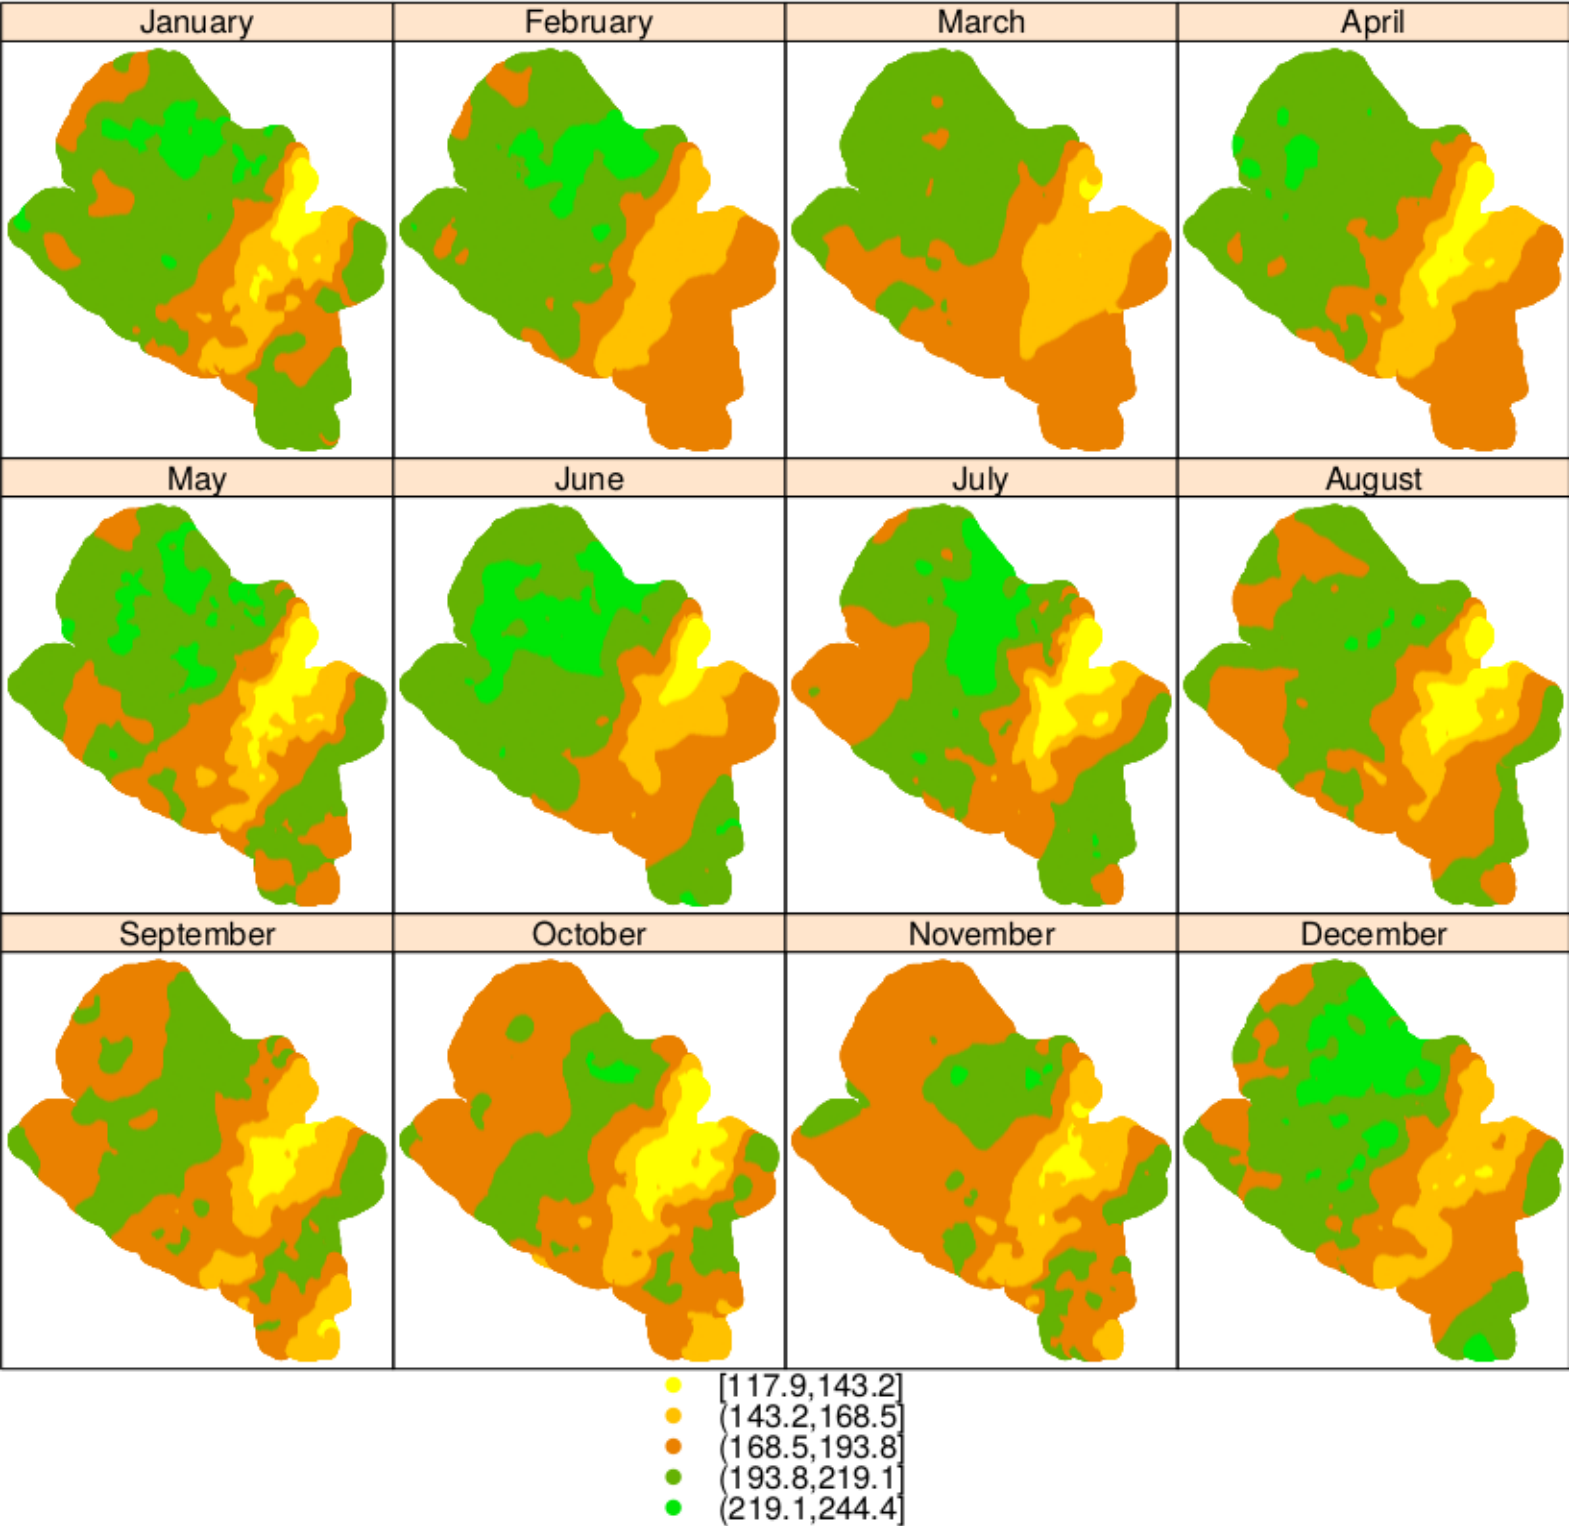 January
February
March
April
May
June
July
August
September
October
November
December
[117.9,143.2]
(143.2,168.5]
(168.5,193.8]
(193.8,219.1]
(219.1,244.4]